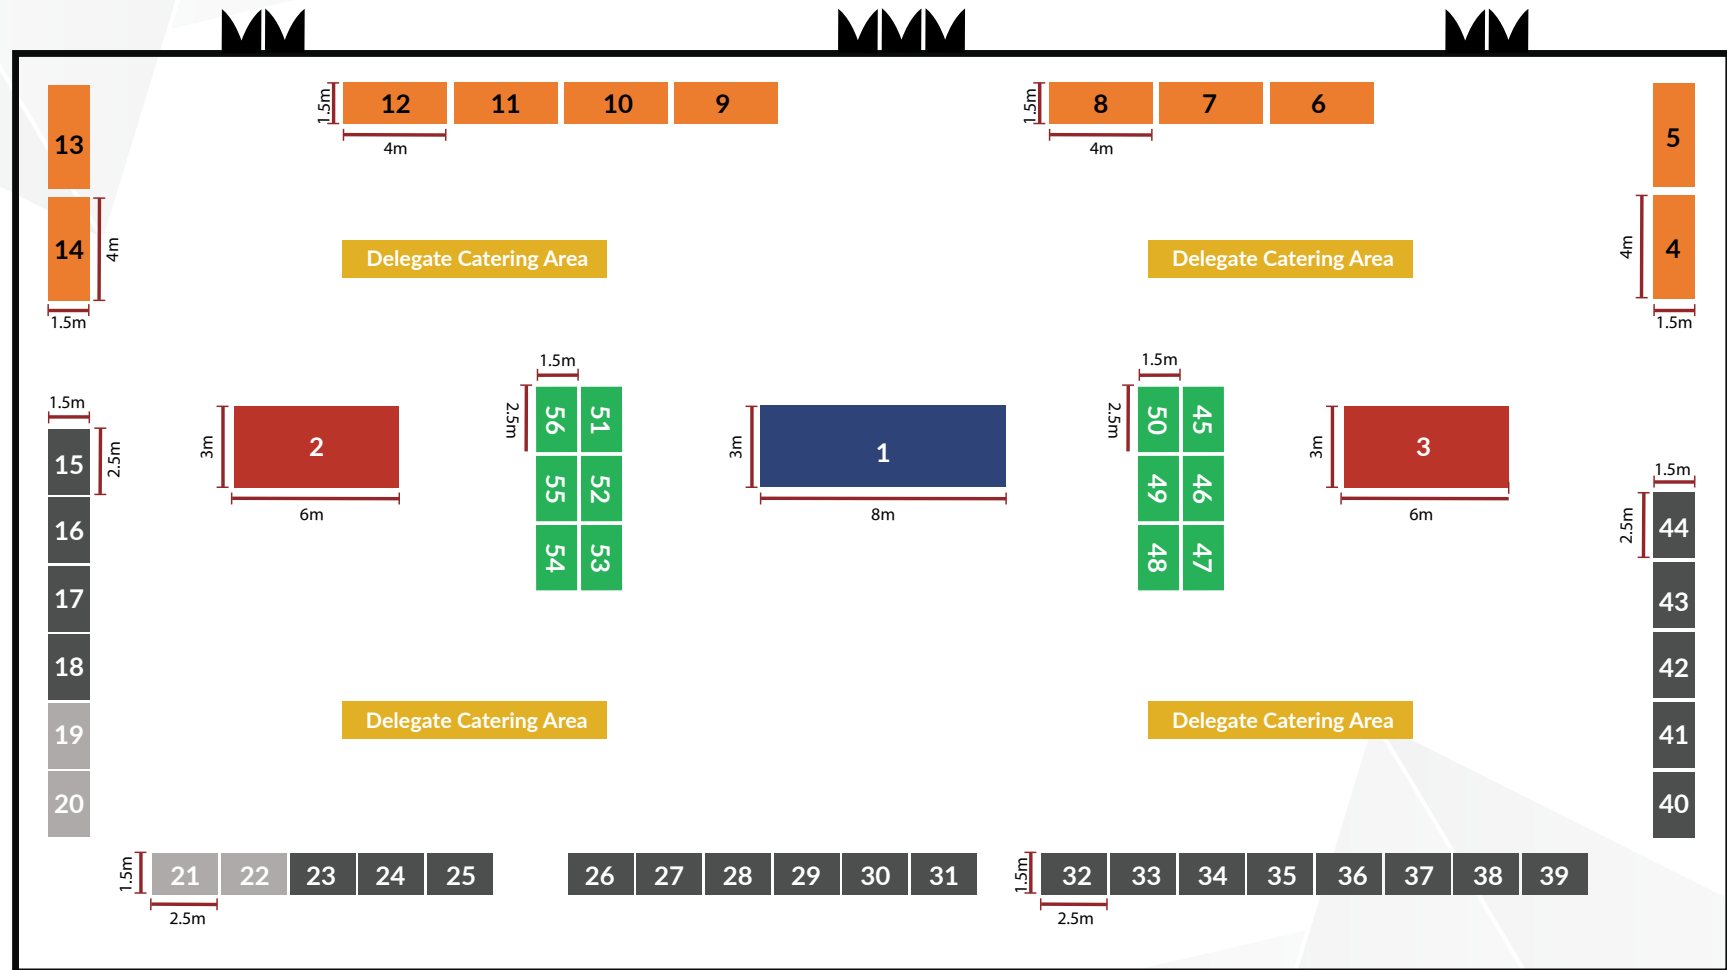 12 11 10 9
1.5m
4m
8 7 6
1.5m
4m
13
14
4m
1.5m
5
4
4m
1.5m
Delegate Catering Area
Delegate Catering Area
1.5m
15
2.5m
16
17
18
19
20
3m
2
6m
1.5m
2.5m
56 51
55 52
54 53
3m
1
8m
1.5m
2.5m
50 45
49 46
48 47
3m
3
6m
1.5m
2.5m
44
43
42
41
40
Delegate Catering Area
Delegate Catering Area
1.5m
21 22 23 24 25
2.5m
26 27 28 29 30 31
1.5m
32 33 34 35 36 37 38 39
2.5m